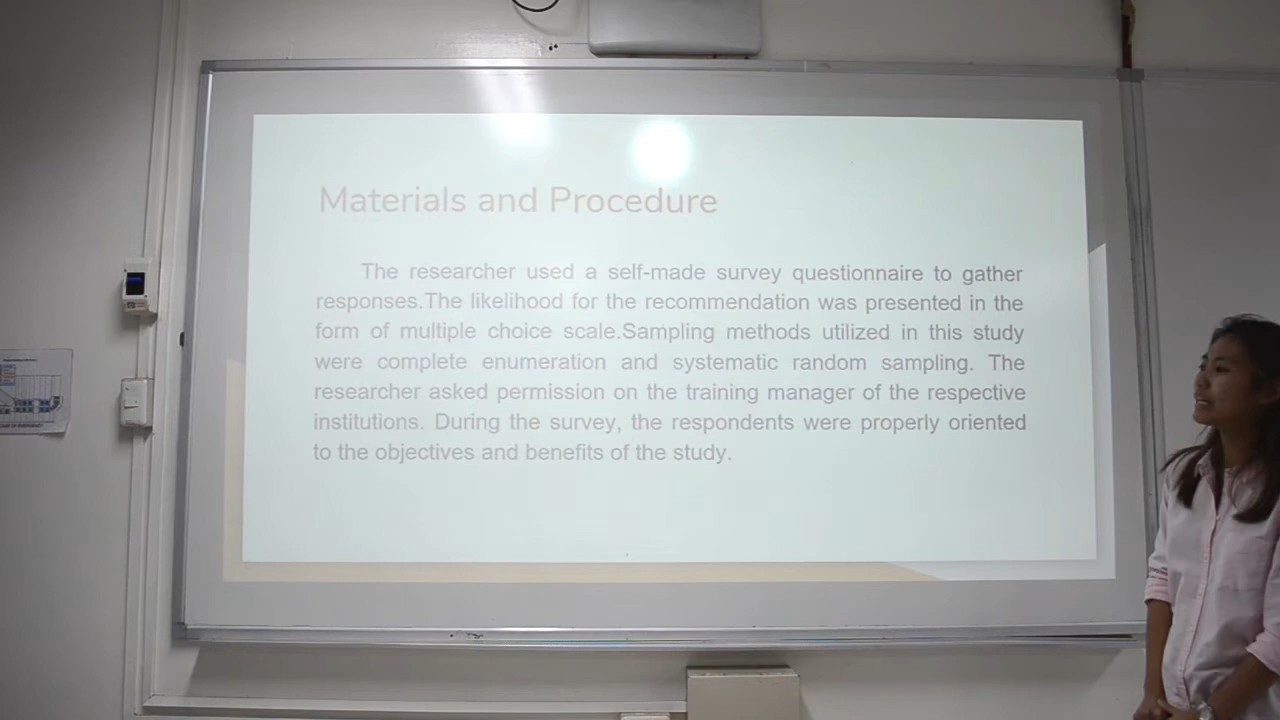 Materials and Procedure
The researcher used a self-made survey questionnaire to gather
responses.The likelihood for the recommendation was presented in the
form of multiple choice scale.Sampling methods utilized in this study
were complete enumeration and systematic random sampling. The
researcher asked permission on the training manager of the respective
institutions. During the survey, the respondents were properly oriented
to the objectives and benefits of the study.